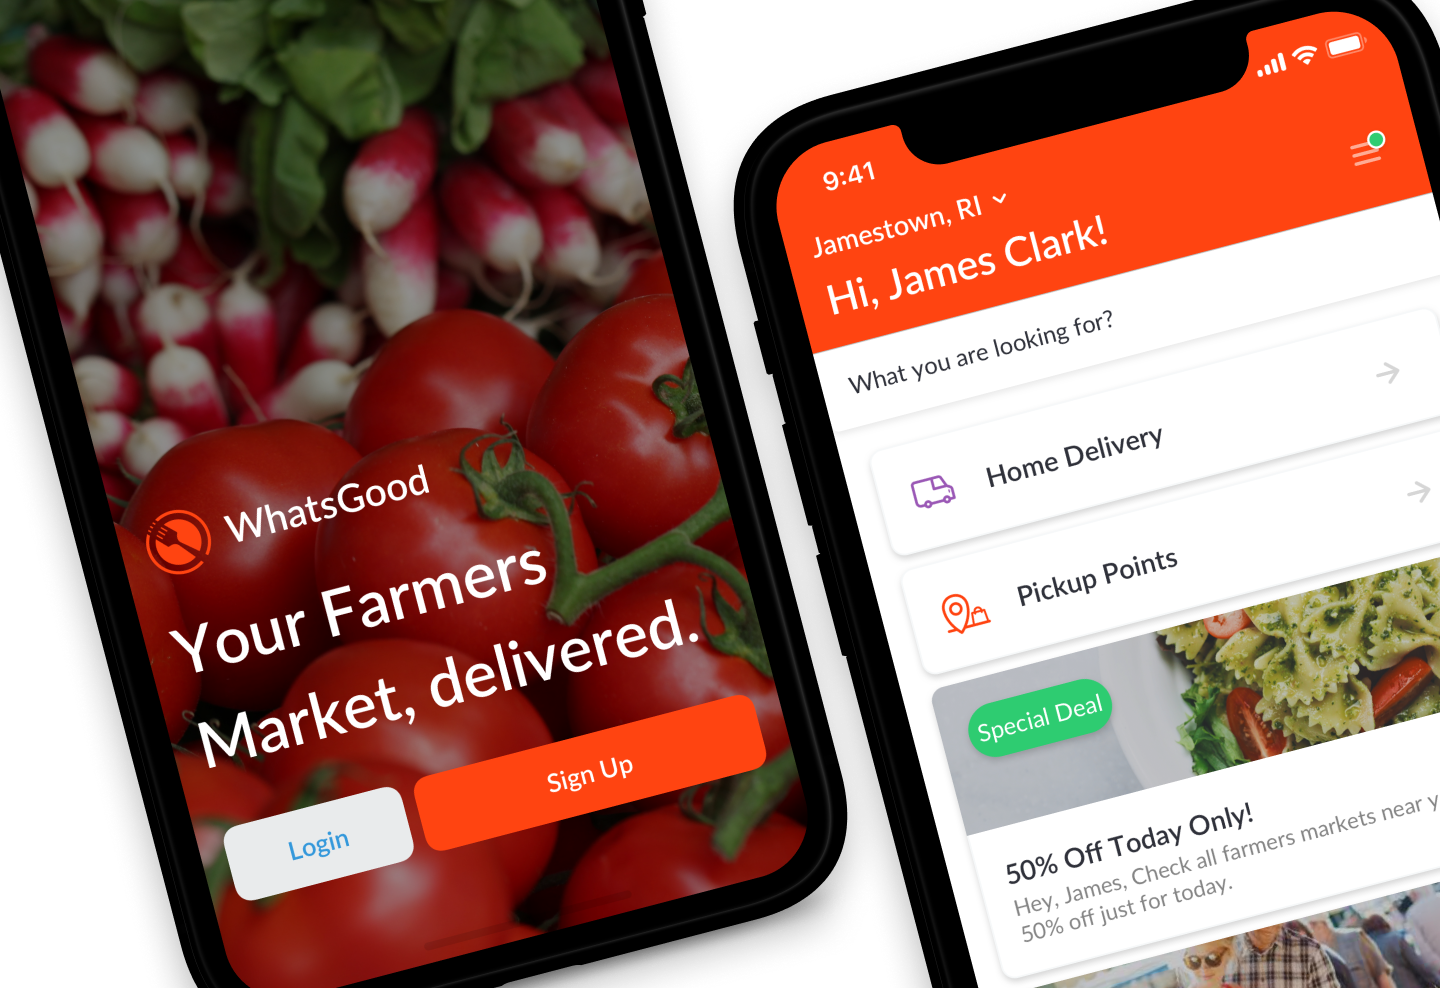 WhatsGood
Your Farmers
Market, delivered.
Login
Sign Up
9:41
Jamestown, RI
Hi, James Clark!
What you are looking for?
Home Delivery
Pickup Points
Special Deal
50% Off Today Only!
Hey, James, Check all farmers markets near
50% off just for today.